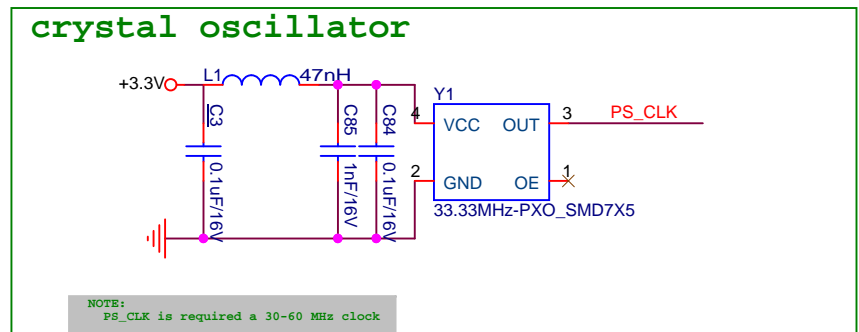 crystal oscillator
+3.3V
L1
47nH
C3
0.1uF/16V
C85
1nF/16V
C84
0.1uF/16V
Y1
4
VCC
OUT
3
PS_CLK
2
GND
OE
1
33.33MHz-PXO_SMD7X5
NOTE:
PS_CLK is required a 30-60 MHz clock